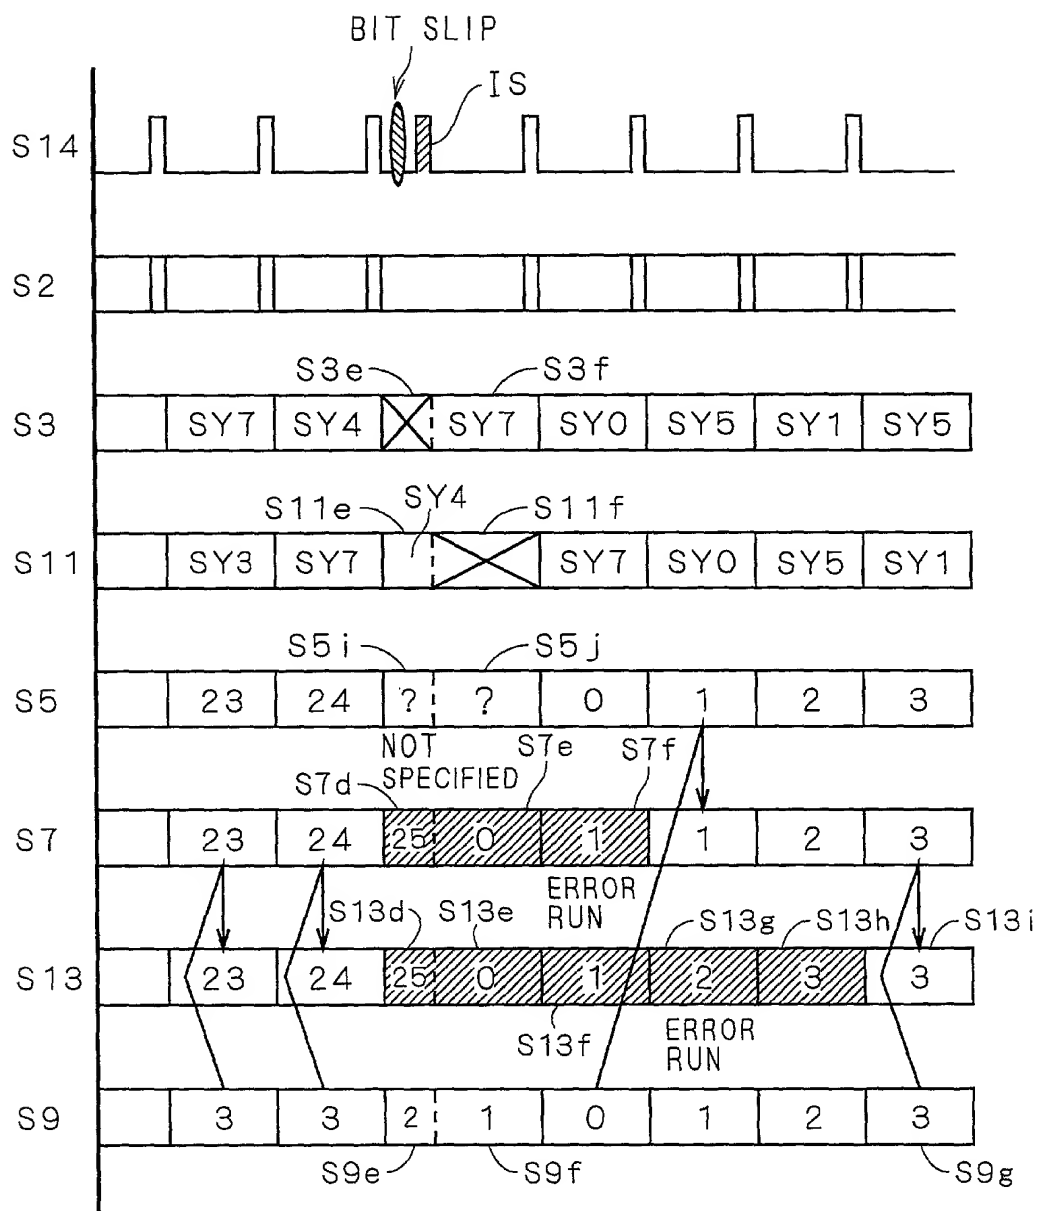 BIT SLIP
IS
S14
S2
S3e S3f
S3 SY7 SY4 SY7 SY0 SY5 SY1 SY5
S11e SY4 S11f
S11 SY3 SY7 SY7 SY0 SY5 SY1
S5i S5j
S5 23 24 ? ? 0 1 2 3
NOT SPECIFIED
S7d S7e S7f
S7 23 24 25 0 1 1 2 3
ERROR RUN
S13d S13e S13g S13h S13i
S13 23 24 25 0 1 2 3 3
S13f
ERROR RUN
S9 3 3 2 1 0 1 2 3
S9e S9f S9g